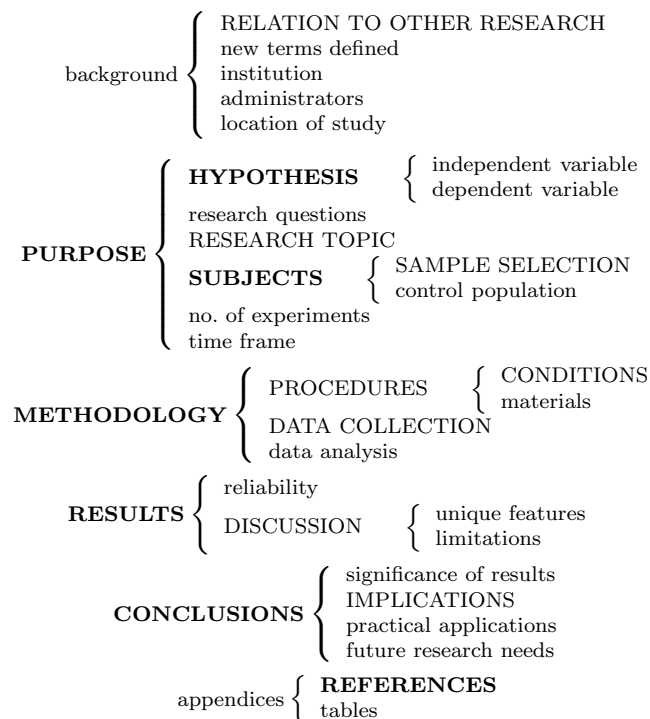 RELATION TO OTHER RESEARCH
new terms defined
background
institution
administrators
location of study
HYPOTHESIS
independent variable
dependent variable
research questions
RESEARCH TOPIC
PURPOSE
SUBJECTS
SAMPLE SELECTION
control population
no. of experiments
time frame
METHODOLOGY
PROCEDURES
CONDITIONS
materials
DATA COLLECTION
data analysis
RESULTS
reliability
DISCUSSION
unique features
limitations
CONCLUSIONS
significance of results
IMPLICATIONS
practical applications
future research needs
appendices
REFERENCES
tables